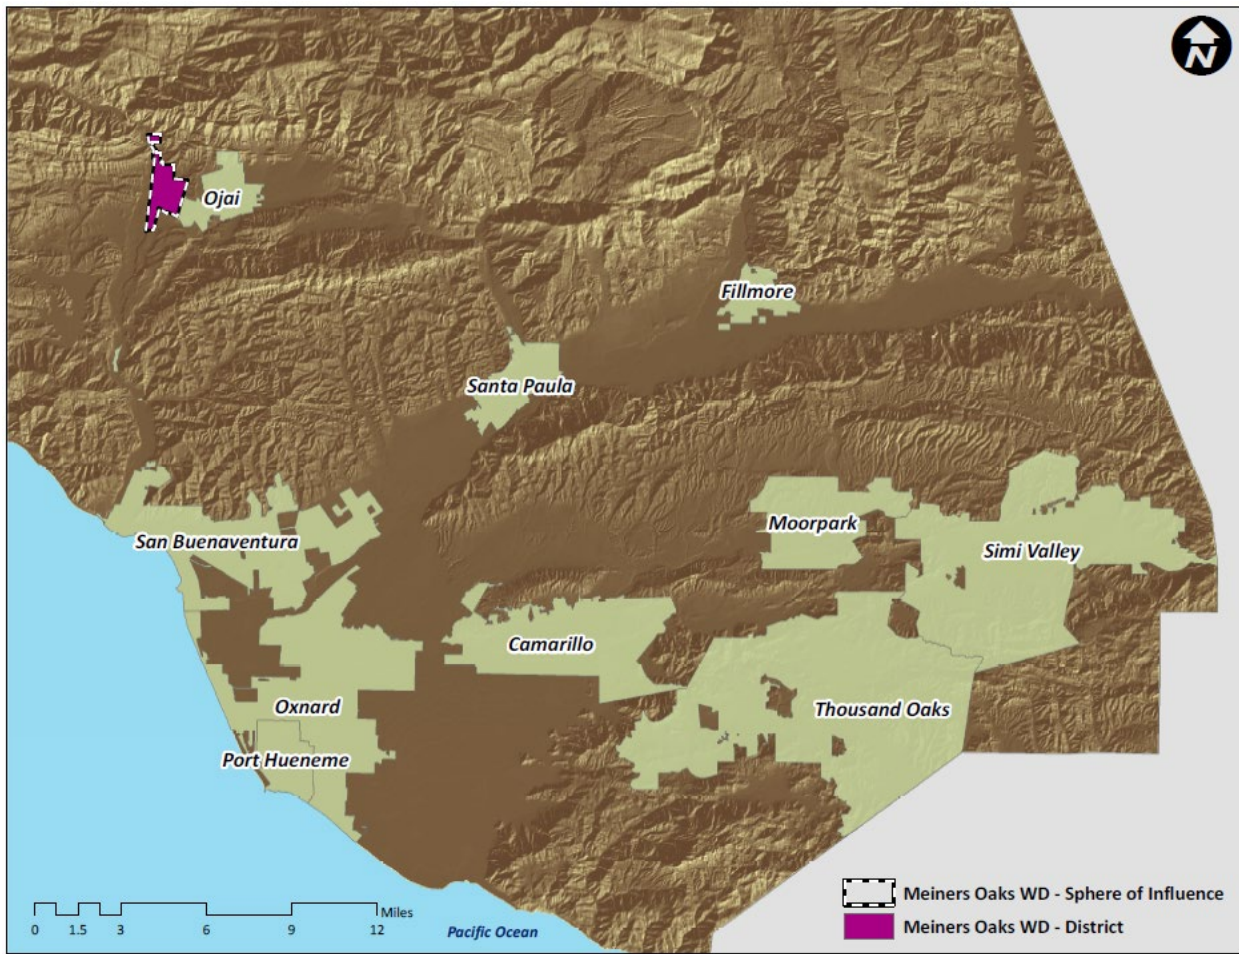 N
Ojai
Fillmore
Santa Paula
Moorpark
San Buenaventura
Simi Valley
Camarillo
Oxnard
Thousand Oaks
Port Hueneme
Meiners Oaks WD - Sphere of Influence
Meiners Oaks WD - District
Miles
0 1.5 3 6 9 12
Pacific Ocean